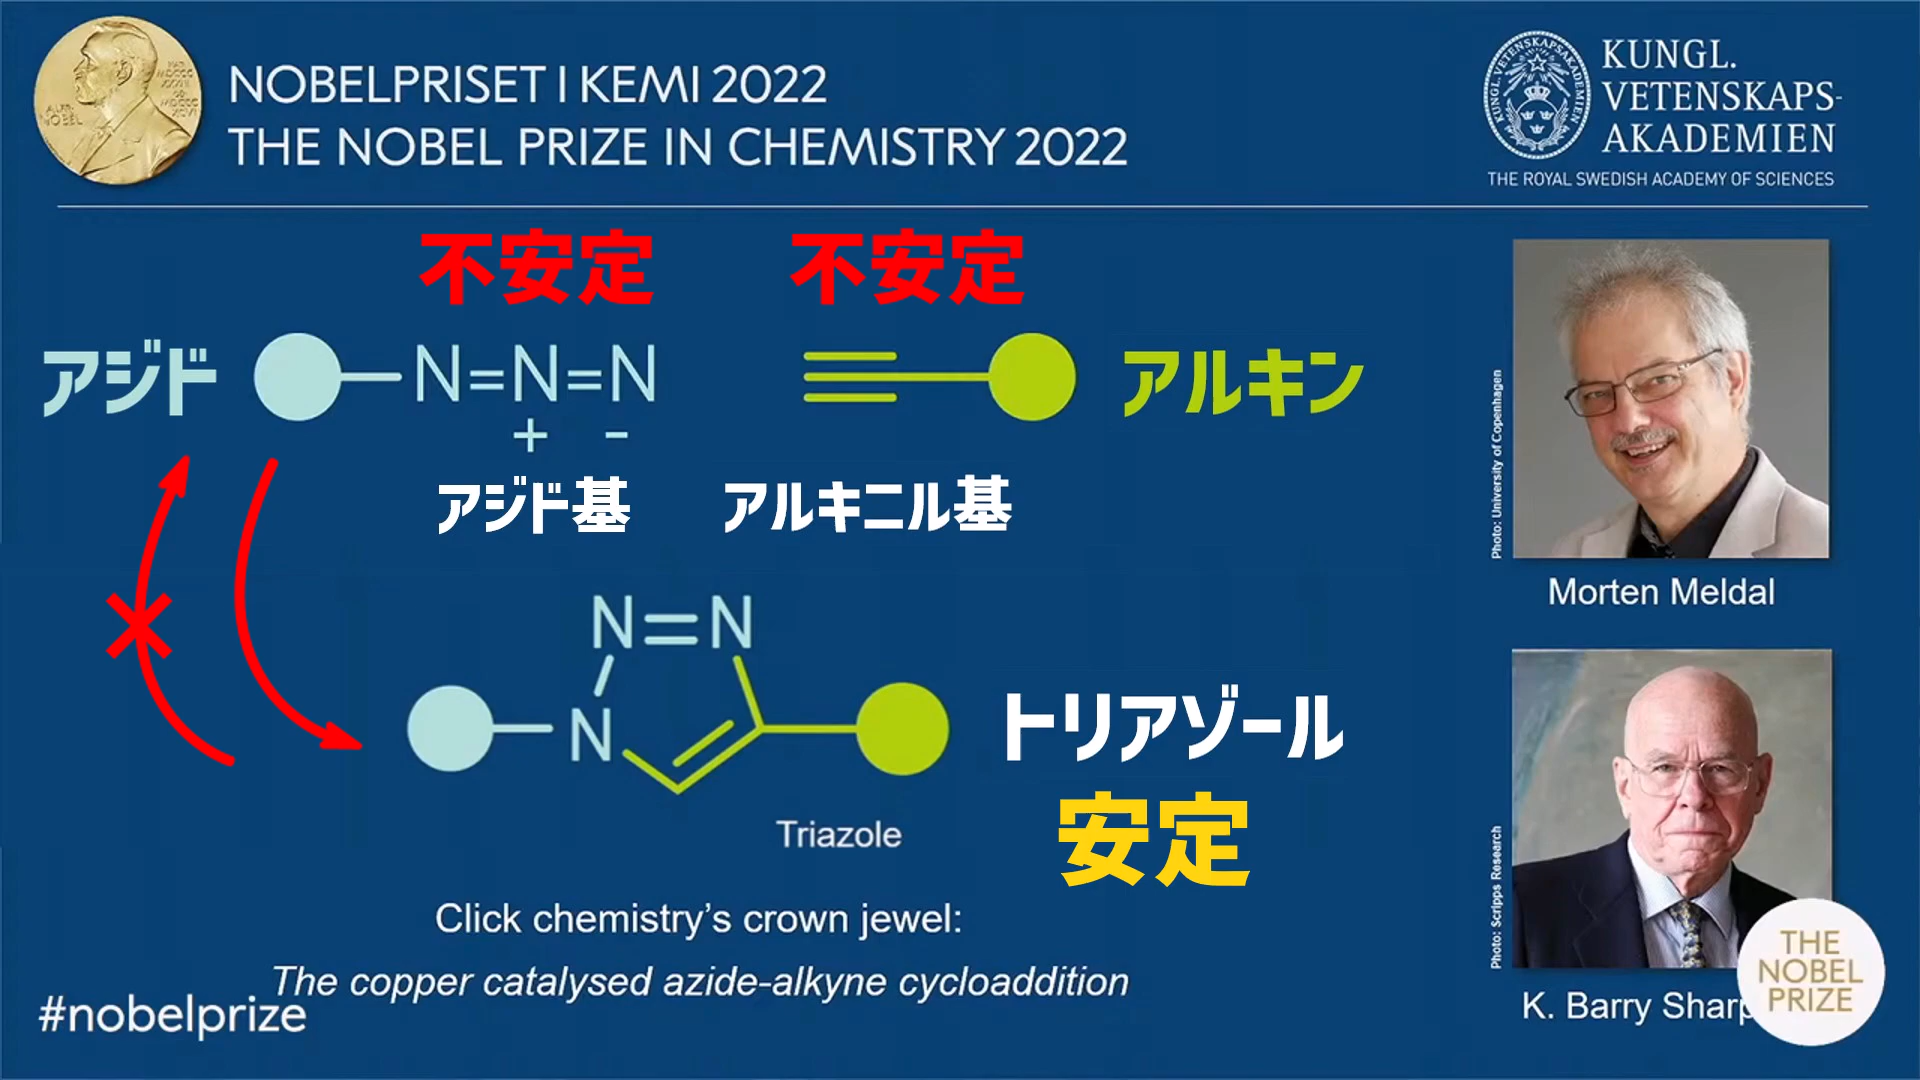 NOBELPRISET I KEMI 2022
THE NOBEL PRIZE IN CHEMISTRY 2022
KUNGL.
VETENSKAPS-
AKADEMIEN
THE ROYAL SWEDISH ACADEMY OF SCIENCES
不安定
不安定
アジド
N=N=N
+ -
アルキン
アジド基
アルキニル基
Photo: University of Copenhagen
Morten Meldal
N=N
N
トリアゾール
安定
Triazole
Click chemistry's crown jewel:
The copper catalysed azide-alkyne cycloaddition
#nobelprize
Photo: Scripps Research
K. Barry Sharp
THE
NOBEL
PRIZE